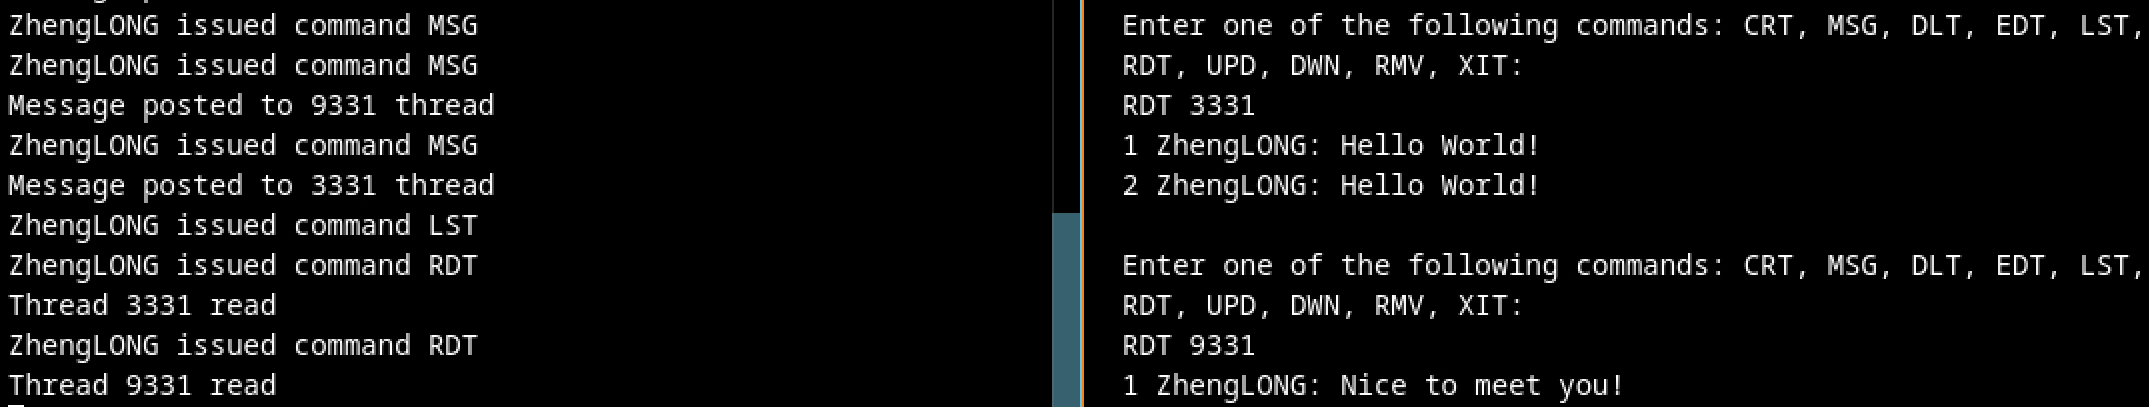 ZhengLONG issued command MSG
ZhengLONG issued command MSG
Message posted to 9331 thread
ZhengLONG issued command MSG
Message posted to 3331 thread
ZhengLONG issued command LST
ZhengLONG issued command RDT
Thread 3331 read
ZhengLONG issued command RDT
Thread 9331 read
Enter one of the following commands: CRT, MSG, DLT, EDT, LST,
RDT, UPD, DWN, RMV, XIT:
RDT 3331
1 ZhengLONG: Hello World!
2 ZhengLONG: Hello World!
Enter one of the following commands: CRT, MSG, DLT, EDT, LST,
RDT, UPD, DWN, RMV, XIT:
RDT 9331
1 ZhengLONG: Nice to meet you!